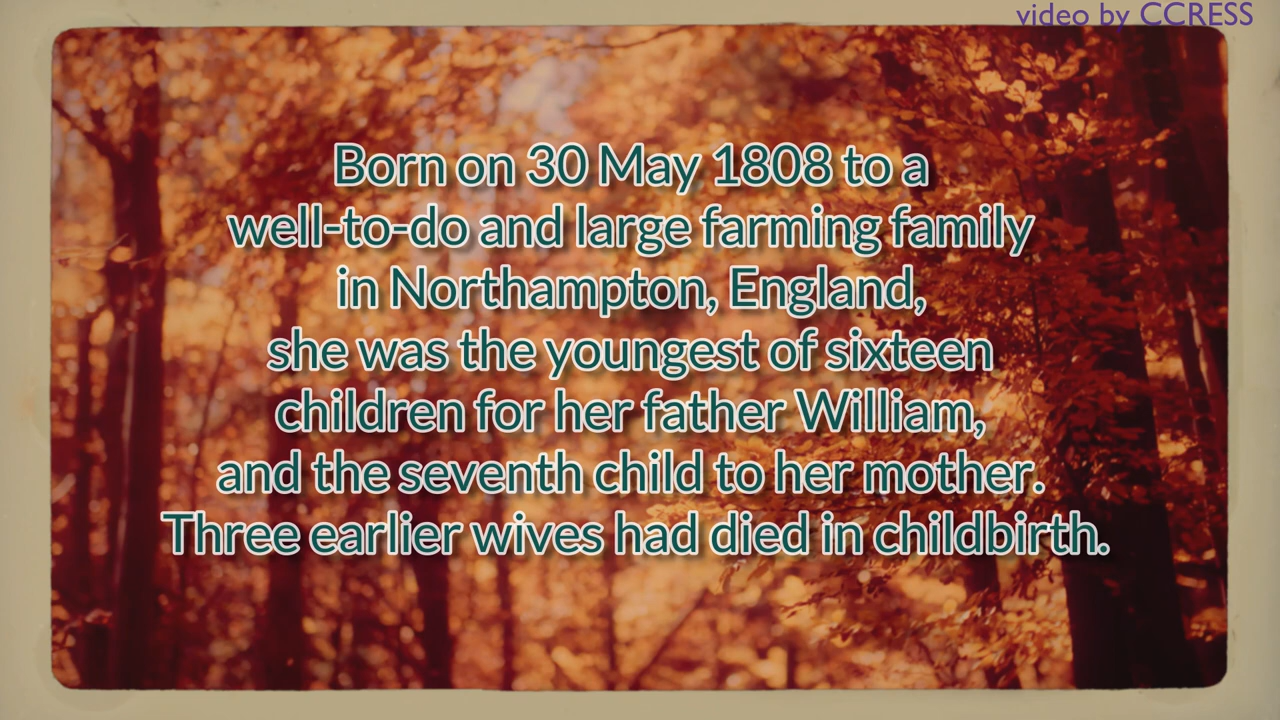 video by CCRESS
Born on 30 May 1808 to a
well-to-do and large farming family
in Northampton, England,
she was the youngest of sixteen
children for her father William,
and the seventh child to her mother.
Three earlier wives had died in childbirth.